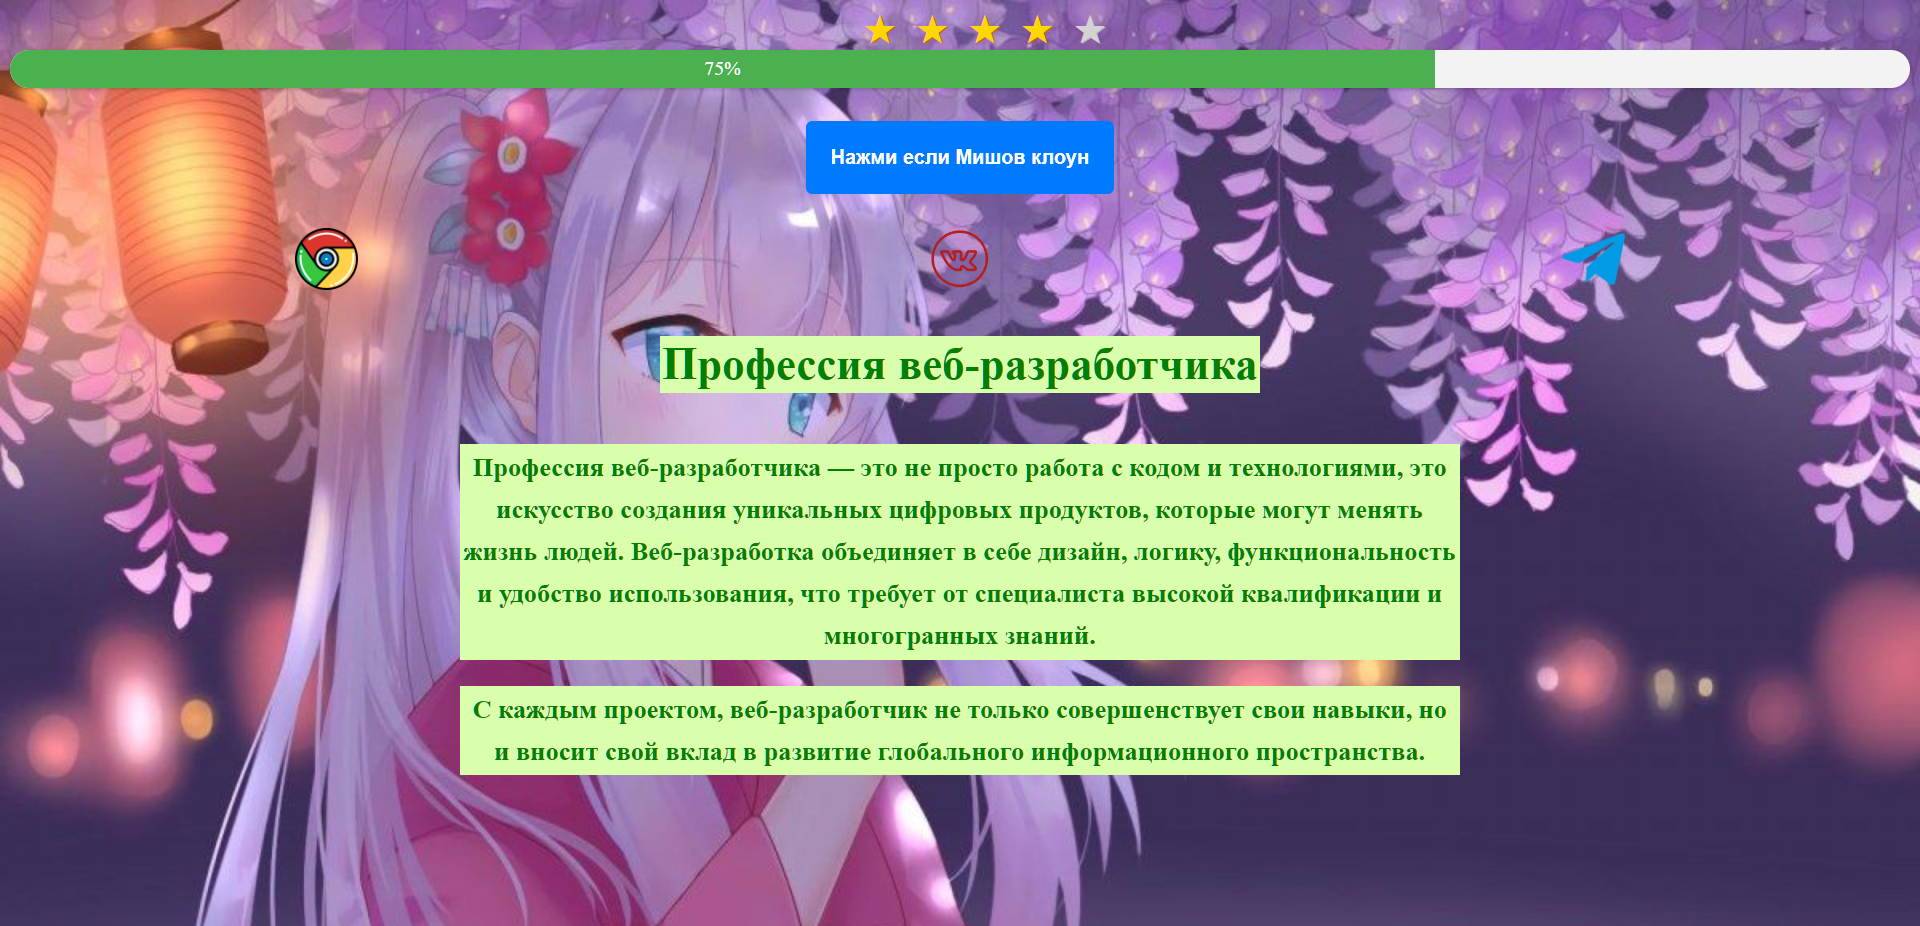 75%
Нажми если Мишов клоун
Профессия веб-разработчика
Профессия веб-разработчика — это не просто работа с кодом и технологиями, это
искусство создания уникальных цифровых продуктов, которые могут менять
жизнь людей. Веб-разработка объединяет в себе дизайн, логику, функциональность
и удобство использования, что требует от специалиста высокой квалификации и
многогранных знаний.
С каждым проектом, веб-разработчик не только совершенствует свои навыки, но
и вносит свой вклад в развитие глобального информационного пространства.